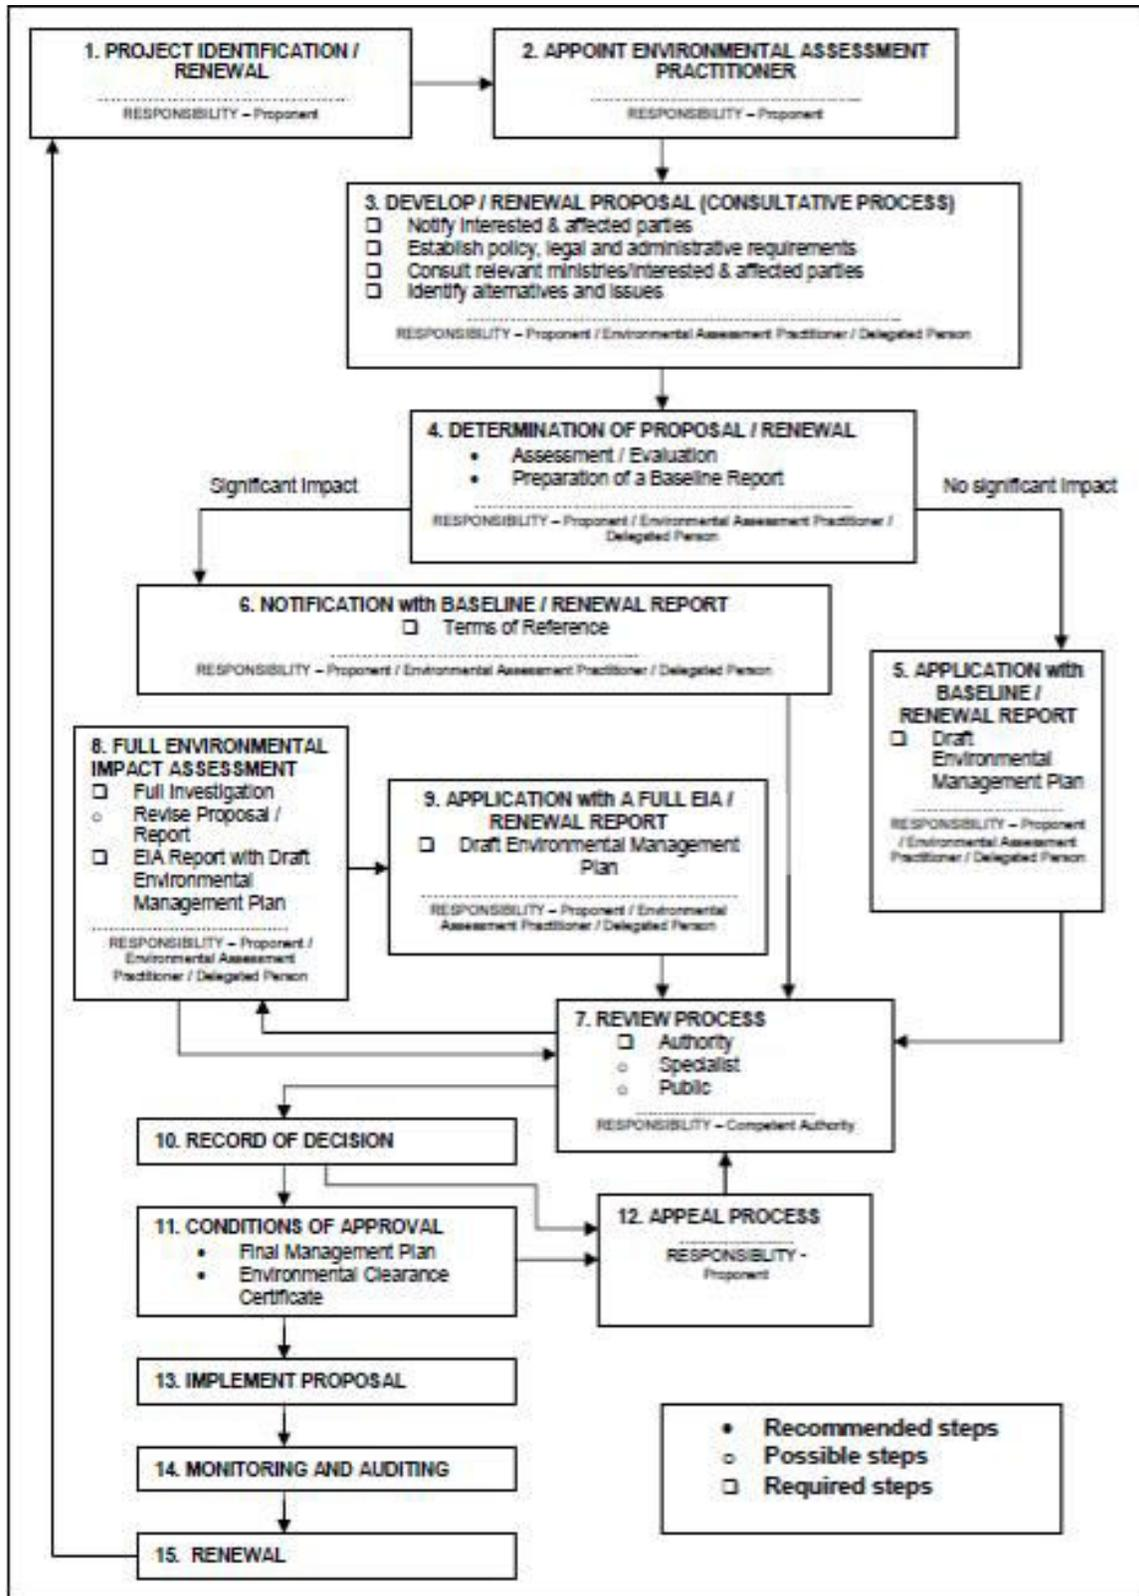 1. PROJECT IDENTIFICATION /
RENEWAL
RESPONSIBILITY – Proponent
2. APPOINT ENVIRONMENTAL ASSESSMENT
PRACTITIONER
RESPONSIBILITY – Proponent
3. DEVELOP / RENEWAL PROPOSAL (CONSULTATIVE PROCESS)
❑ Notify interested & affected parties
❑ Establish policy, legal and administrative requirements
❑ Consult relevant ministries/interested & affected parties
❑ Identify alternatives and issues
RESPONSIBILITY – Proponent / Environmental Assessment Practitioner / Delegated Person
4. DETERMINATION OF PROPOSAL / RENEWAL
• Assessment / Evaluation
• Preparation of a Baseline Report
RESPONSIBILITY – Proponent / Environmental Assessment Practitioner /
Delegated Person
Significant Impact
No significant Impact
6. NOTIFICATION with BASELINE / RENEWAL REPORT
❑ Terms of Reference
RESPONSIBILITY – Proponent / Environmental Assessment Practitioner / Delegated Person
5. APPLICATION with
BASELINE /
RENEWAL REPORT
❑ Draft
Environmental
Management Plan
RESPONSIBILITY – Proponent
/ Environmental Assessment
Practitioner / Delegated Person
8. FULL ENVIRONMENTAL
IMPACT ASSESSMENT
❑ Full Investigation
○ Revise Proposal /
Report
❑ EIA Report with Draft
Environmental
Management Plan
RESPONSIBILITY – Proponent /
Environmental Assessment
Practitioner / Delegated Person
9. APPLICATION with A FULL EIA /
RENEWAL REPORT
❑ Draft Environmental Management
Plan
RESPONSIBILITY – Proponent / Environmental
Assessment Practitioner / Delegated Person
7. REVIEW PROCESS
❑ Authority
○ Specialist
○ Public
RESPONSIBILITY – Competent Authority
10. RECORD OF DECISION
11. CONDITIONS OF APPROVAL
• Final Management Plan
• Environmental Clearance
Certificate
12. APPEAL PROCESS
RESPONSIBLITY -
Proponent
13. IMPLEMENT PROPOSAL
14. MONITORING AND AUDITING
15. RENEWAL
• Recommended steps
○ Possible steps
❑ Required steps